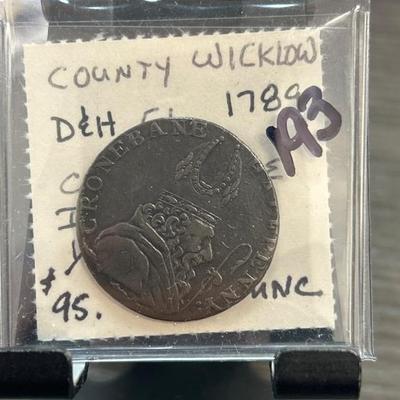 COUNTY WICKLOW
D&H 1789
193
CRONEBANE HALFPENNY.
$95. UNC